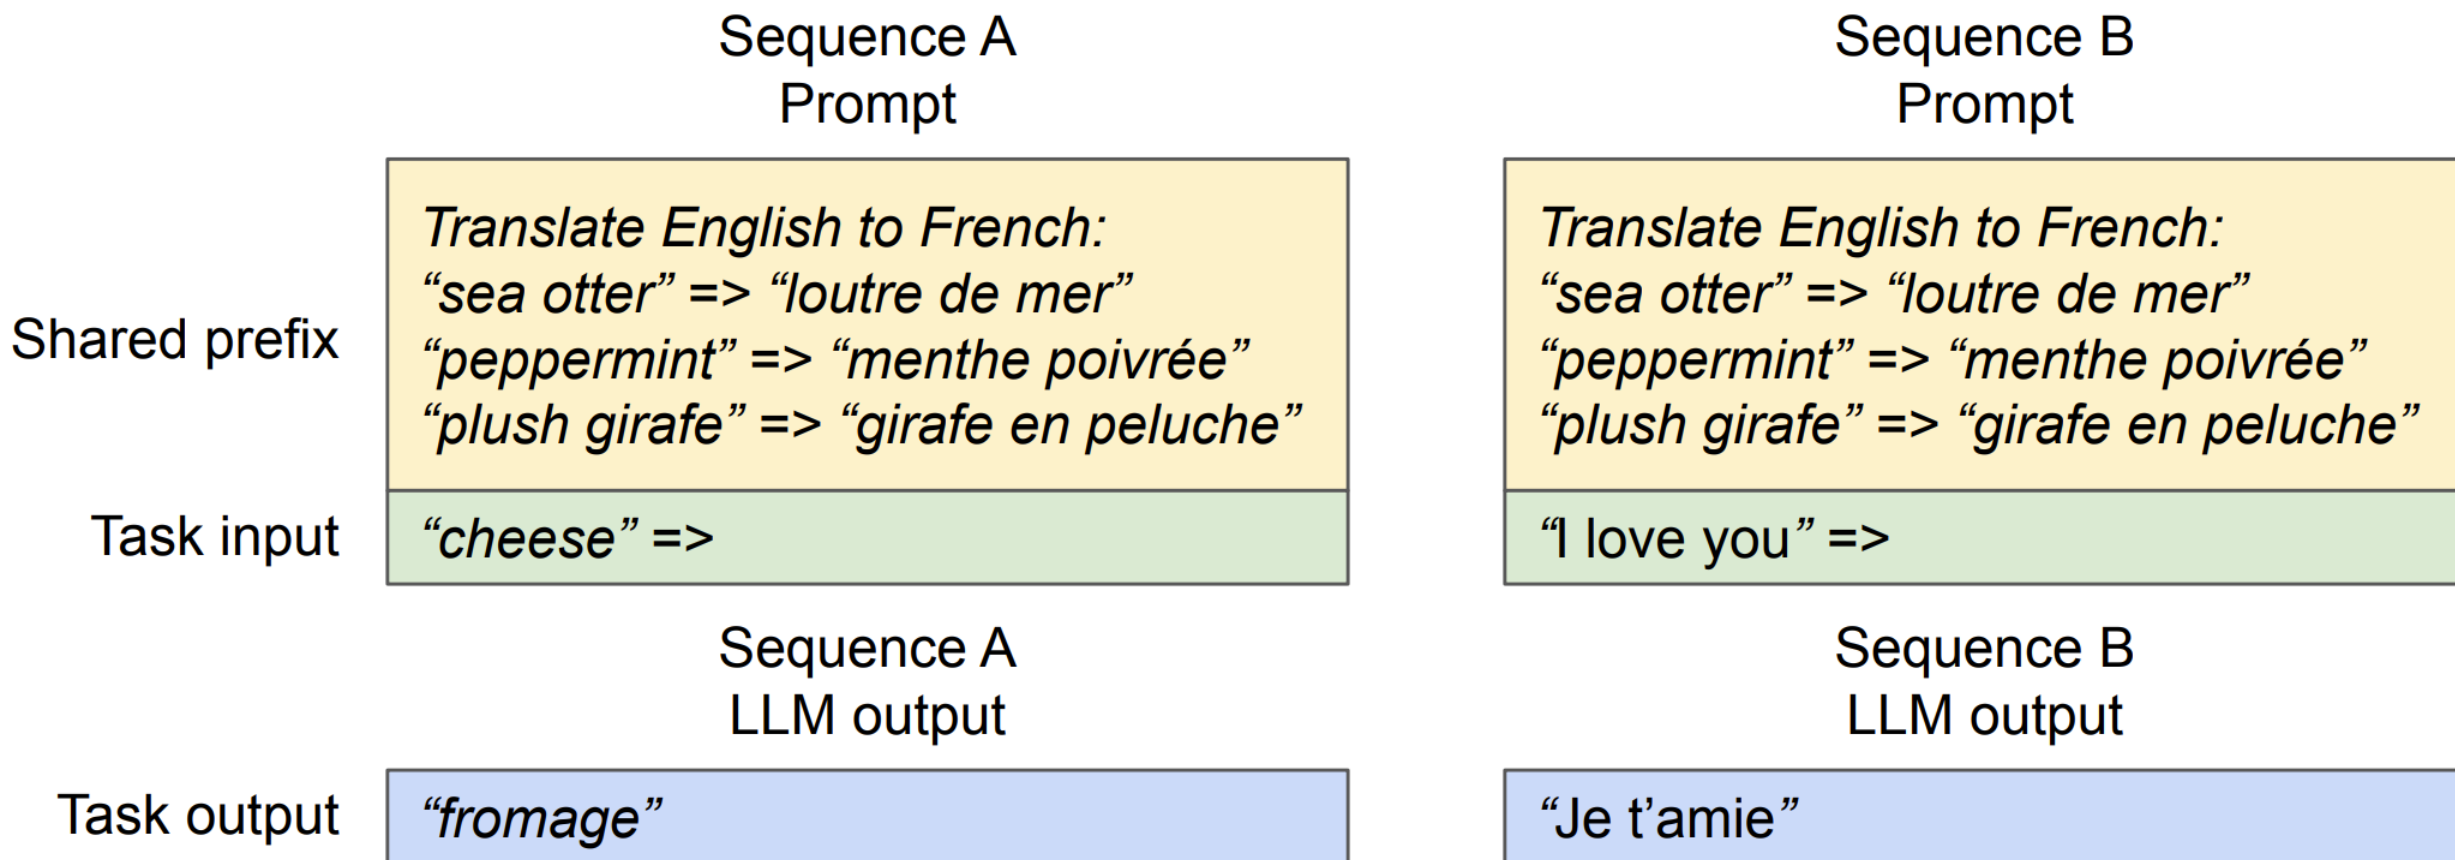 Sequence A
Prompt
Sequence B
Prompt
Shared prefix
Translate English to French:
“sea otter” => “loutre de mer”
“peppermint” => “menthe poivrée”
“plush girafe” => “girafe en peluche”
Translate English to French:
“sea otter” => “loutre de mer”
“peppermint” => “menthe poivrée”
“plush girafe” => “girafe en peluche”
Task input
“cheese” =>
“I love you” =>
Sequence A
LLM output
Sequence B
LLM output
Task output
“fromage”
“Je t’amie”